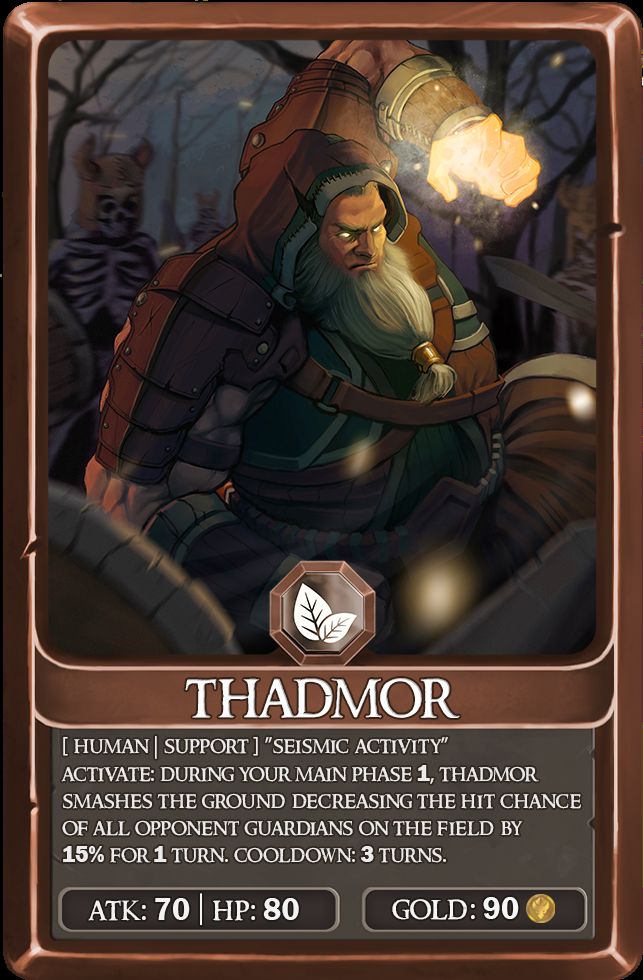 THADMOR
[ HUMAN | SUPPORT ] "SEISMIC ACTIVITY"
ACTIVATE: DURING YOUR MAIN PHASE 1, THADMOR
SMASHES THE GROUND DECREASING THE HIT CHANCE
OF ALL OPPONENT GUARDIANS ON THE FIELD BY
15% FOR 1 TURN. COOLDOWN: 3 TURNS.
ATK: 70 | HP: 80 GOLD: 90